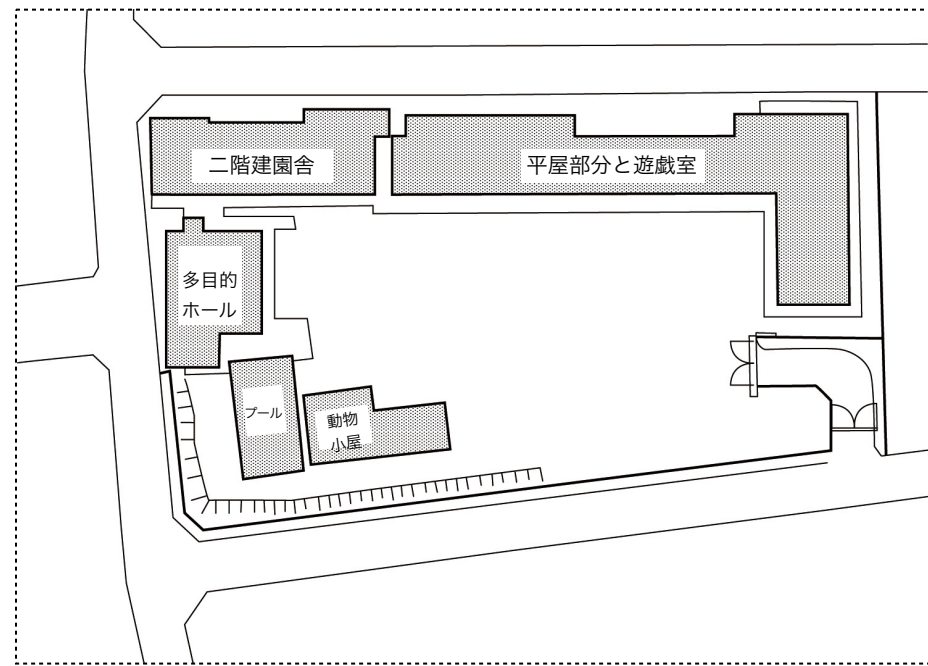 二階建園舎
平屋部分と遊戯室
多目的
ホール
プール
動物
小屋